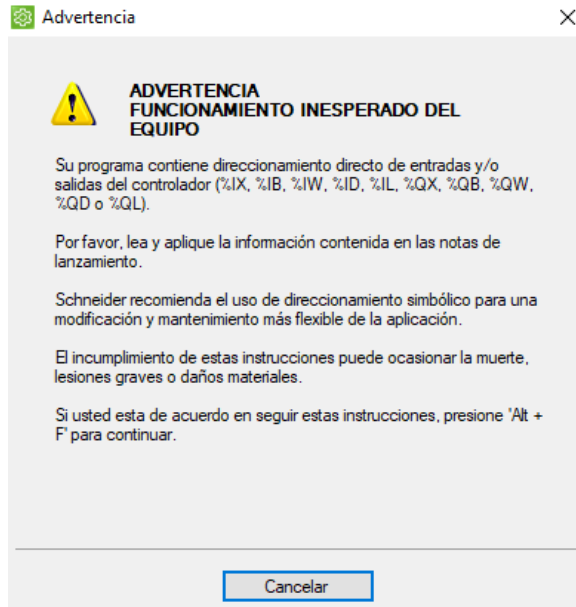 Advertencia
ADVERTENCIA
FUNCIONAMIENTO INESPERADO DEL
EQUIPO
Su programa contiene direccionamiento directo de entradas y/o
salidas del controlador (%IX, %IB, %IW, %ID, %IL, %QX, %QB, %QW,
%QD o %QL).
Por favor, lea y aplique la información contenida en las notas de
lanzamiento.
Schneider recomienda el uso de direccionamiento simbólico para una
modificación y mantenimiento más flexible de la aplicación.
El incumplimiento de estas instrucciones puede ocasionar la muerte,
lesiones graves o daños materiales.
Si usted esta de acuerdo en seguir estas instrucciones, presione 'Alt +
F' para continuar.
Cancelar